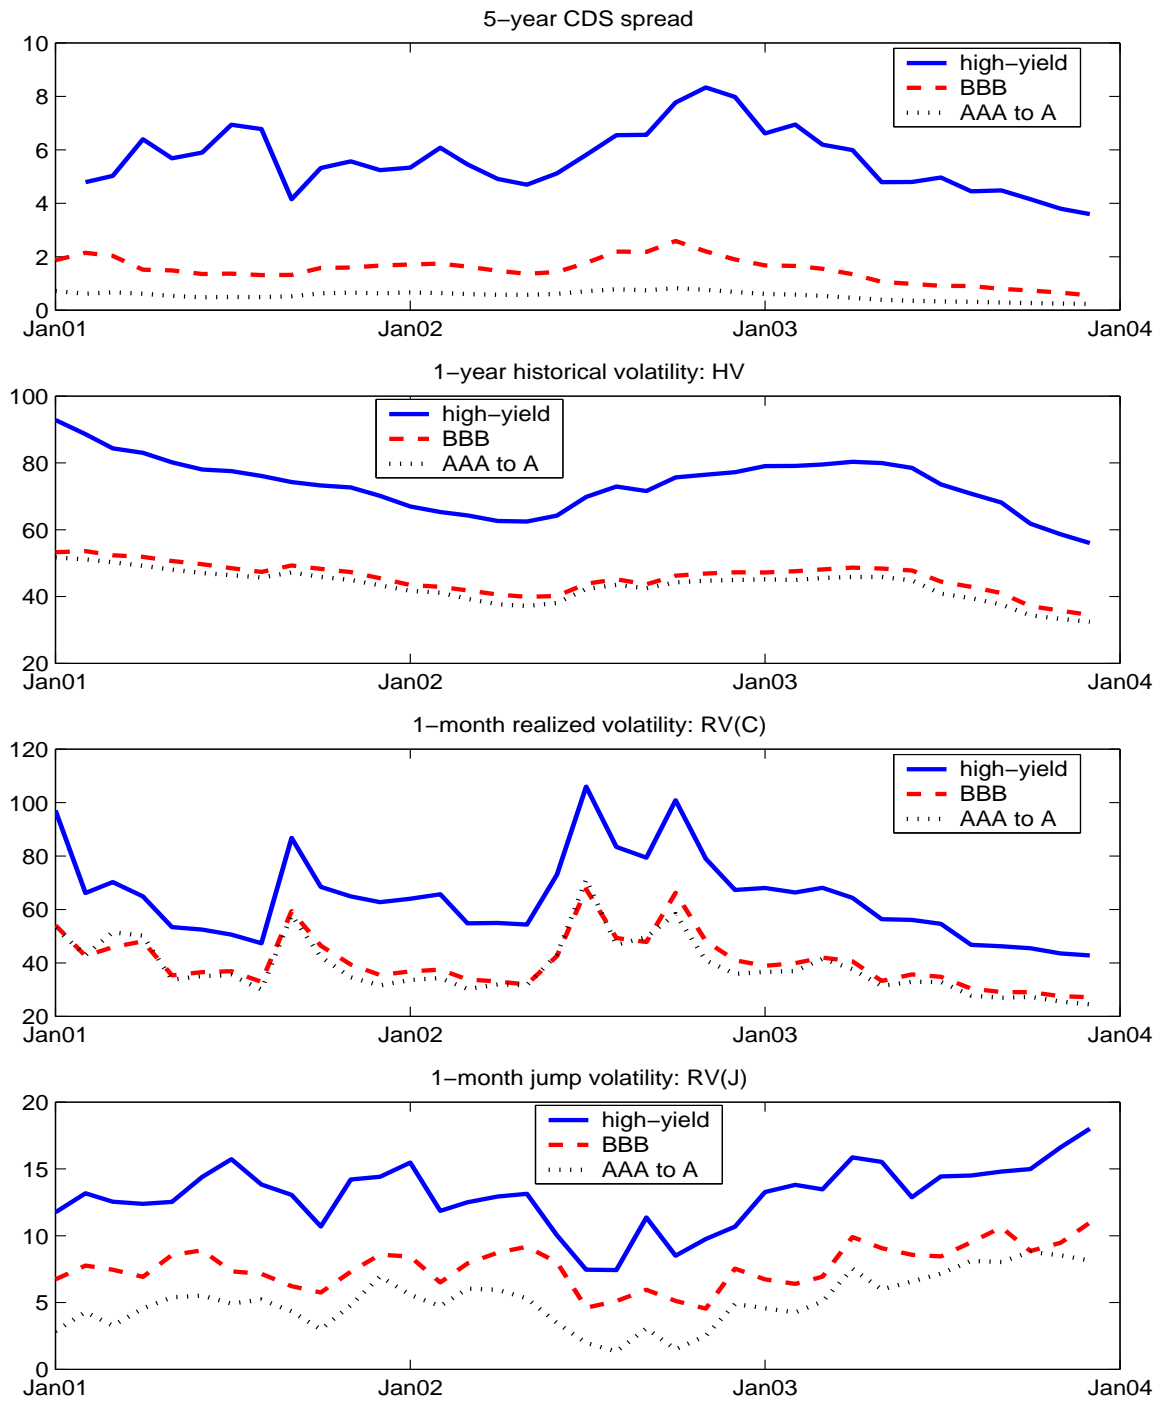 5−year CDS spread
10
8
6
4
2
0
high−yield
BBB
AAA to A
Jan01
Jan02
Jan03
Jan04
1−year historical volatility: HV
100
80
60
40
20
high−yield
BBB
AAA to A
Jan01
Jan02
Jan03
Jan04
1−month realized volatility: RV(C)
120
100
80
60
40
20
high−yield
BBB
AAA to A
Jan01
Jan02
Jan03
Jan04
1−month jump volatility: RV(J)
20
15
10
5
0
high−yield
BBB
AAA to A
Jan01
Jan02
Jan03
Jan04